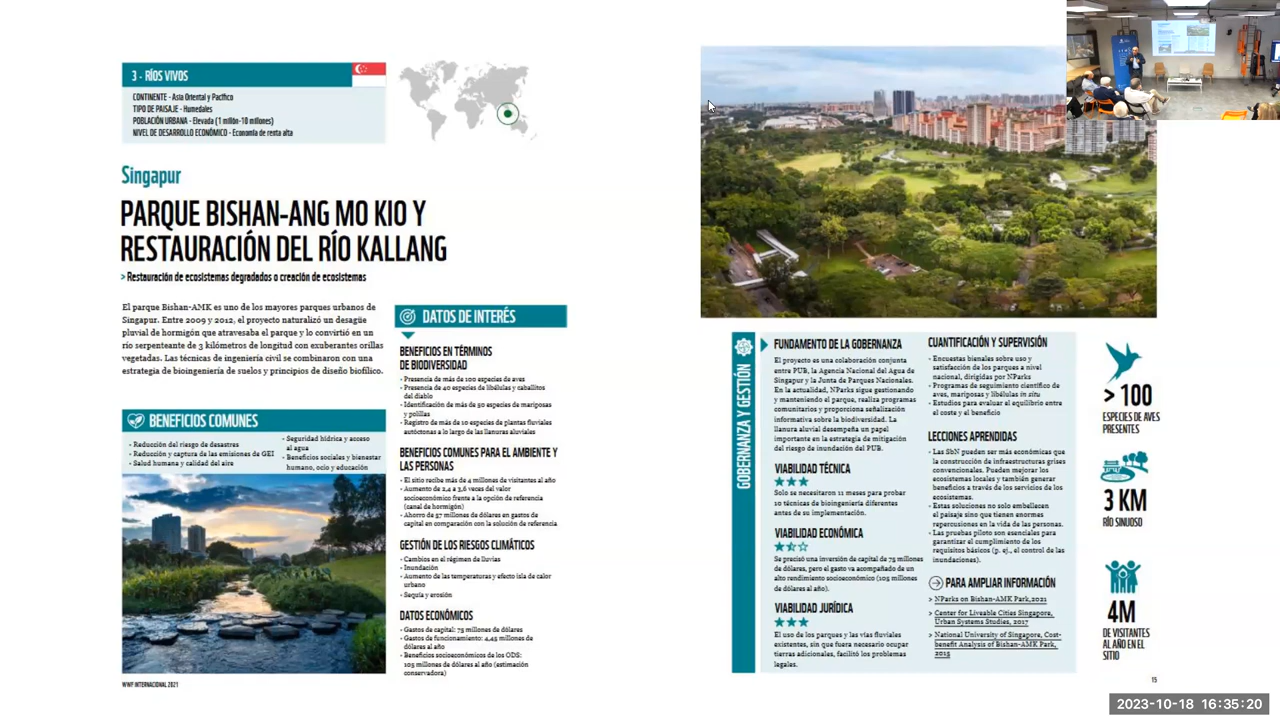 3 - RÍOS VIVOS
CONTINENTE - Asia Oriental y Pacífico
TIPO DE PAISAJE - Humedales
POBLACIÓN URBANA - Elevada (1 millón-10 millones)
NIVEL DE DESARROLLO ECONÓMICO - Economía de renta alta
Singapur
PARQUE BISHAN-ANG MO KIO Y
RESTAURACIÓN DEL RÍO KALLANG
> Restauración de ecosistemas degradados o creación de ecosistemas
El parque Bishan-AMK es uno de los mayores parques urbanos de
Singapur. Entre 2009 y 2012, el proyecto naturalizó un desagüe
pluvial de hormigón que atravesaba el parque y lo convirtió en un
río serpenteante de 3 kilómetros de longitud con exuberantes orillas
vegetadas. Las técnicas de ingeniería civil se combinaron con una
estrategia de bioingeniería de suelos y principios de diseño biofílico.
BENEFICIOS COMUNES
- Reducción del riesgo de desastres
- Reducción y captura de las emisiones de GEI
- Salud humana y calidad del aire
- Seguridad hídrica y acceso
al agua
- Beneficios sociales y bienestar
humano, ocio y educación
WWF INTERNACIONAL 2021
DATOS DE INTERÉS
BENEFICIOS EN TÉRMINOS
DE BIODIVERSIDAD
- Presencia de más de 100 especies de aves
- Presencia de 40 especies de libélulas y caballitos
del diablo
- Identificación de más de 30 especies de mariposas
y polillas
- Registro de más de 10 especies de plantas fluviales
autóctonas a lo largo de las llanuras aluviales
BENEFICIOS COMUNES PARA EL AMBIENTE Y
LAS PERSONAS
- El sitio recibe más de 4 millones de visitantes al año
- Aumento de 2,4 a 3,6 veces del valor
socioeconómico frente a la opción de referencia
(canal de hormigón)
- Ahorro de 57 millones de dólares en gastos de
capital en comparación con la solución de referencia
GESTIÓN DE LOS RIESGOS CLIMÁTICOS
- Cambios en el régimen de lluvias
- Inundación
- Aumento de las temperaturas y efecto isla de calor
urbano
- Sequía y erosión
DATOS ECONÓMICOS
- Gastos de capital: 75 millones de dólares
- Gastos de funcionamiento: 4,45 millones de
dólares al año
- Beneficios socioeconómicos de los ODS:
105 millones de dólares al año (estimación
conservadora)
GOBERNANZA Y GESTIÓN
FUNDAMENTO DE LA GOBERNANZA
El proyecto es una colaboración conjunta
entre PUB, la Agencia Nacional del Agua de
Singapur y la Junta de Parques Nacionales.
En la actualidad, NParks sigue gestionando
y manteniendo el parque, realiza programas
comunitarios y proporciona señalización
informativa sobre la biodiversidad. La
llanura aluvial desempeña un papel
importante en la estrategia de mitigación
del riesgo de inundación del PUB.
VIABILIDAD TÉCNICA
Solo se necesitaron 11 meses para probar
10 técnicas de bioingeniería diferentes
antes de su implementación.
VIABILIDAD ECONÓMICA
Se precisó una inversión de capital de 75 millones
de dólares, pero el gasto va acompañado de un
alto rendimiento socioeconómico (105 millones
de dólares al año).
VIABILIDAD JURÍDICA
El uso de los parques y las vías fluviales
existentes, sin que fuera necesario ocupar
tierras adicionales, facilitó los problemas
legales.
CUANTIFICACIÓN Y SUPERVISIÓN
- Encuestas bienales sobre uso y
satisfacción de los parques a nivel
nacional, dirigidas por NParks
- Programas de seguimiento científico de
aves, mariposas y libélulas in situ
- Estudios para evaluar el equilibrio entre
el coste y el beneficio
LECCIONES APRENDIDAS
- Las SbN pueden ser más económicas que
la construcción de infraestructuras grises
convencionales. Pueden mejorar los
ecosistemas locales y también generar
beneficios a través de los servicios de los
ecosistemas.
- Estas soluciones no solo embellecen
el paisaje sino que tienen enormes
repercusiones en la vida de las personas.
- Las pruebas piloto son esenciales para
garantizar el cumplimiento de los
requisitos básicos (p. ej., el control de las
inundaciones).
PARA AMPLIAR INFORMACIÓN
> NParks on Bishan-AMK Park, 2021
> Center for Liveable Cities Singapore,
Urban Systems Studies, 2017
> National University of Singapore, Cost-
benefit Analysis of Bishan-AMK Park,
2015
> 100
ESPECIES DE AVES
PRESENTES
3 KM
RÍO SINUOSO
4M
DE VISITANTES
AL AÑO EN EL
SITIO
15
2023-10-18 16:35:20